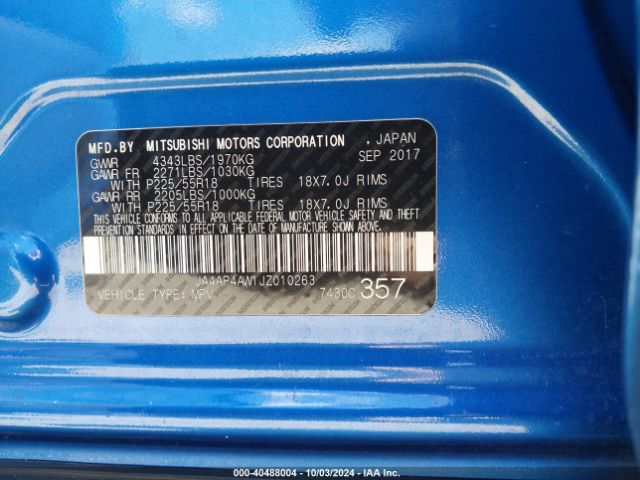 MFD.BY MITSUBISHI MOTORS CORPORATION , JAPAN
GVWR 4343LBS/1970KG SEP 2017
GAWR FR 2271LBS/1030KG
WITH P225/55R18 TIRES 18X7.0J RIMS
GAWR RR 2205LBS/1000KG
WITH P225/55R18 TIRES 18X7.0J RIMS
THIS VEHICLE CONFORMS TO ALL APPLICABLE FEDERAL MOTOR VEHICLE SAFETY AND THEFT
PREVENTION STANDARDS IN EFFECT ON THE DATE OF MANUFACTURE SHOWN ABOVE.
JA4AP4AW1JZ010263
VEHICLE TYPE: MPV 7430C 357
000-40488004 - 10/03/2024 - IAA Inc.